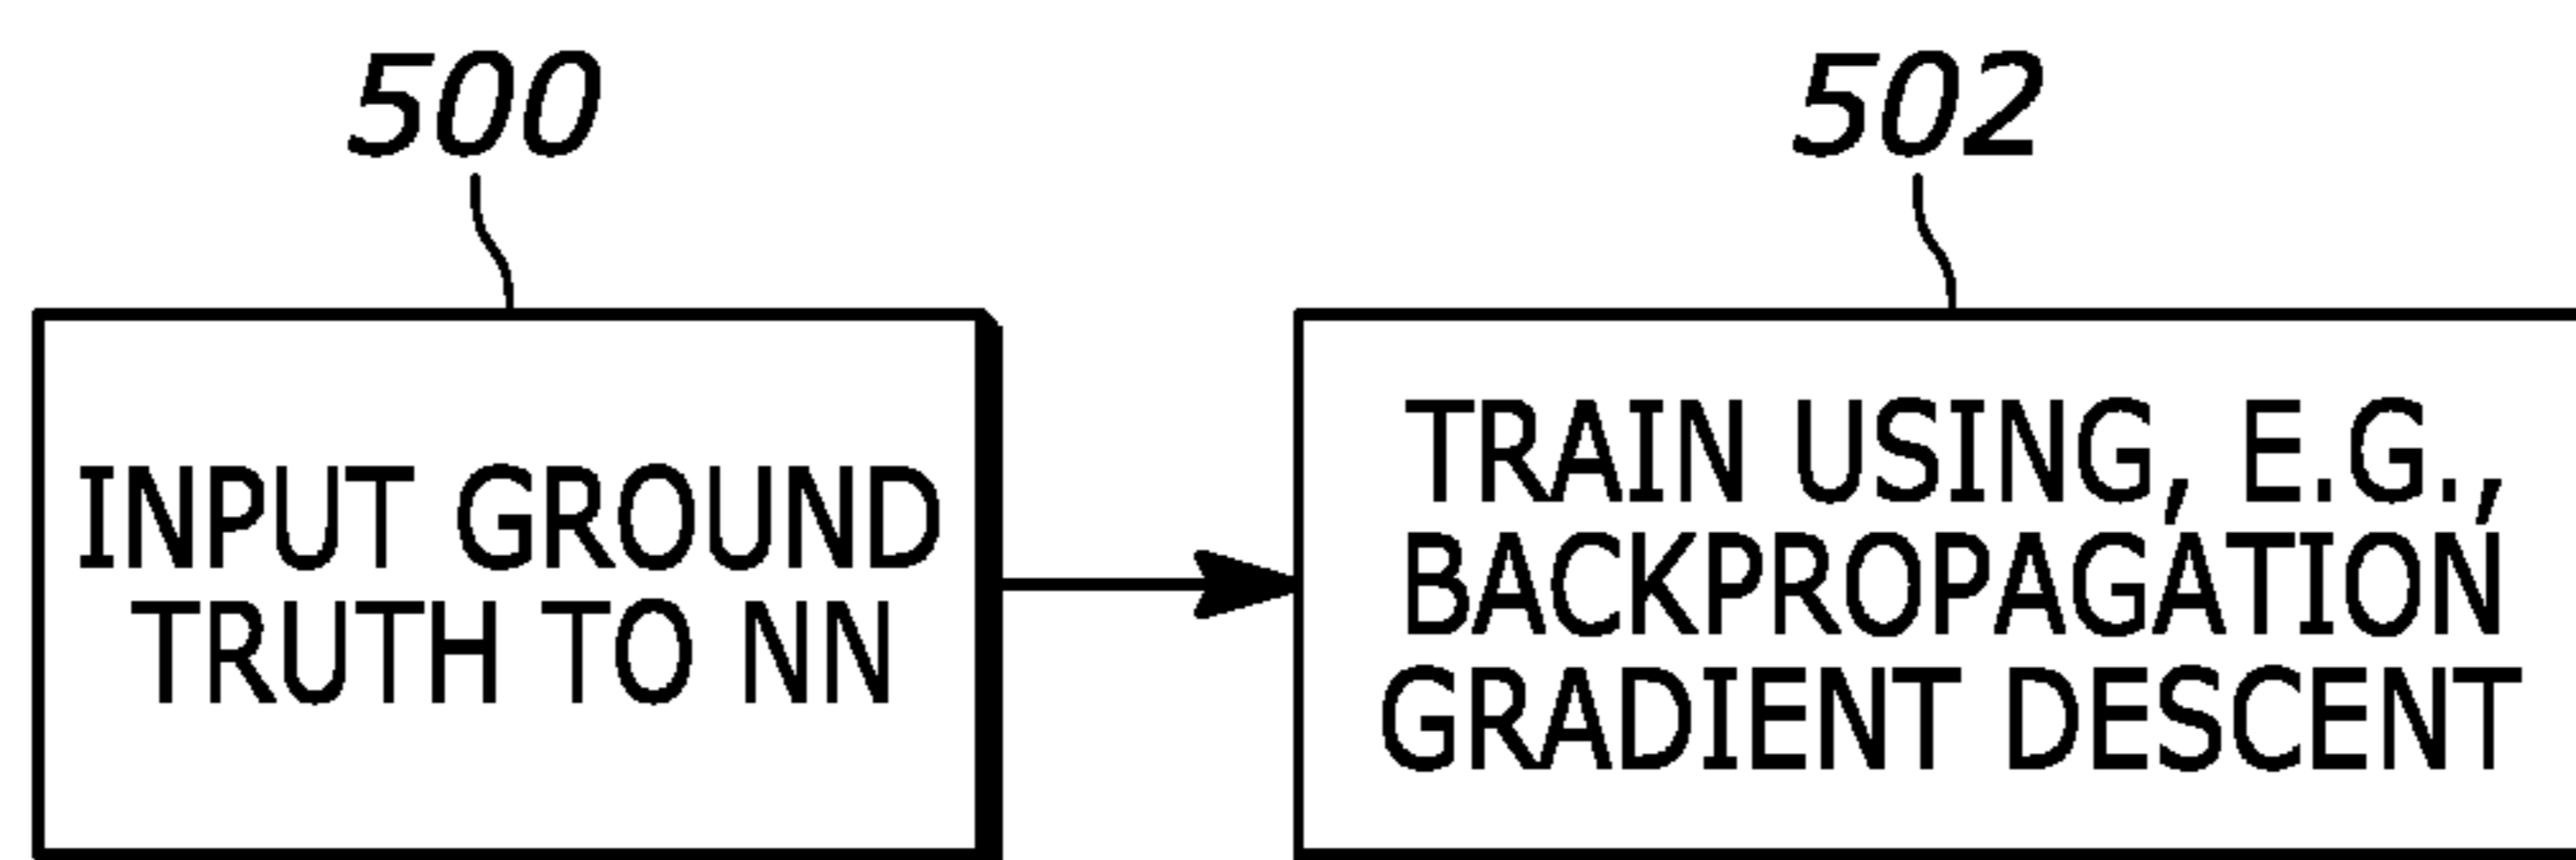 500
502
INPUT GROUND
TRUTH TO NN
TRAIN USING, E.G.,
BACKPROPAGATION
GRADIENT DESCENT